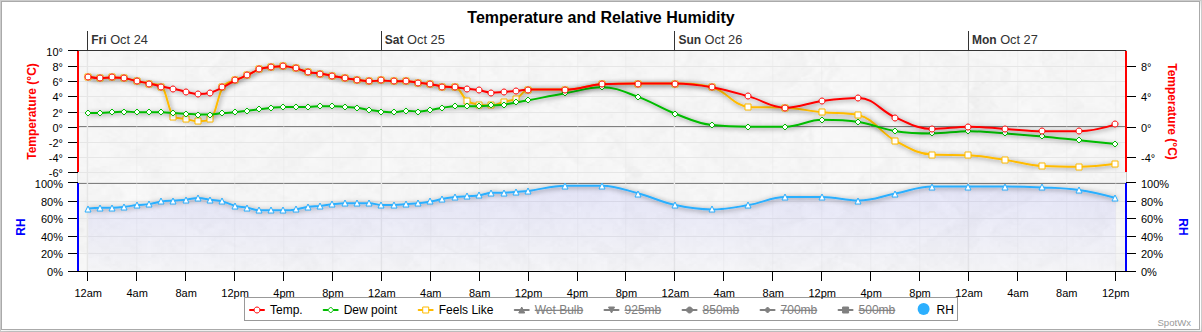 Temperature and Relative Humidity
Fri Oct 24 Sat Oct 25 Sun Oct 26 Mon Oct 27
Temperature (°C)
10°
8°
6°
4°
2°
0°
-2°
-4°
-6°
8°
4°
0°
-4°
Temperature (°C)
RH
100%
80%
60%
40%
20%
0%
100%
80%
60%
40%
20%
0%
RH
12am 4am 8am 12pm 4pm 8pm 12am 4am 8am 12pm 4pm 8pm 12am 4am 8am 12pm 4pm 8pm 12am 4am 8am 12pm
Temp. Dew point Feels Like Wet Bulb 925mb 850mb 700mb 500mb RH
SpotWx